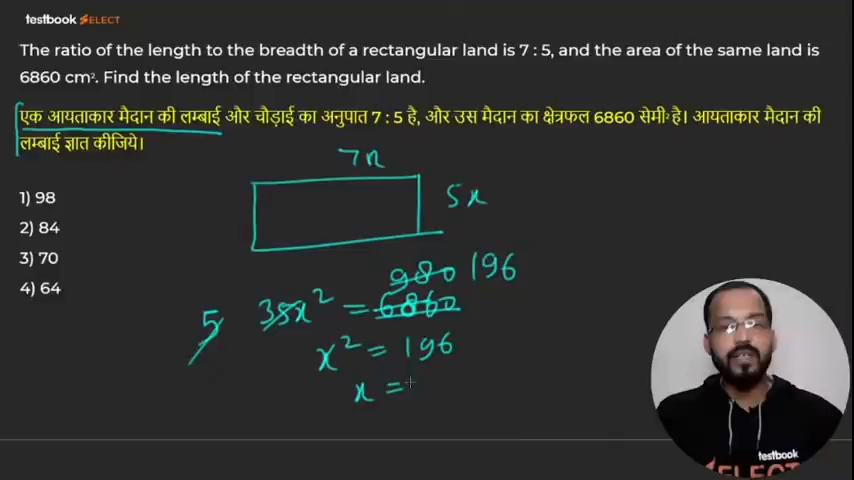 testbook SELECT
The ratio of the length to the breadth of a rectangular land is 7 : 5, and the area of the same land is
6860 cm². Find the length of the rectangular land.
एक आयताकार मैदान की लम्बाई और चौड़ाई का अनुपात 7 : 5 है, और उस मैदान का क्षेत्रफल 6860 सेमी² है। आयताकार मैदान की
लम्बाई ज्ञात कीजिये।
7x
1) 98
5x
2) 84
3) 70
980 196
4) 64
5 35x² = 6860
x² = 196
x =
testbook
SELECT